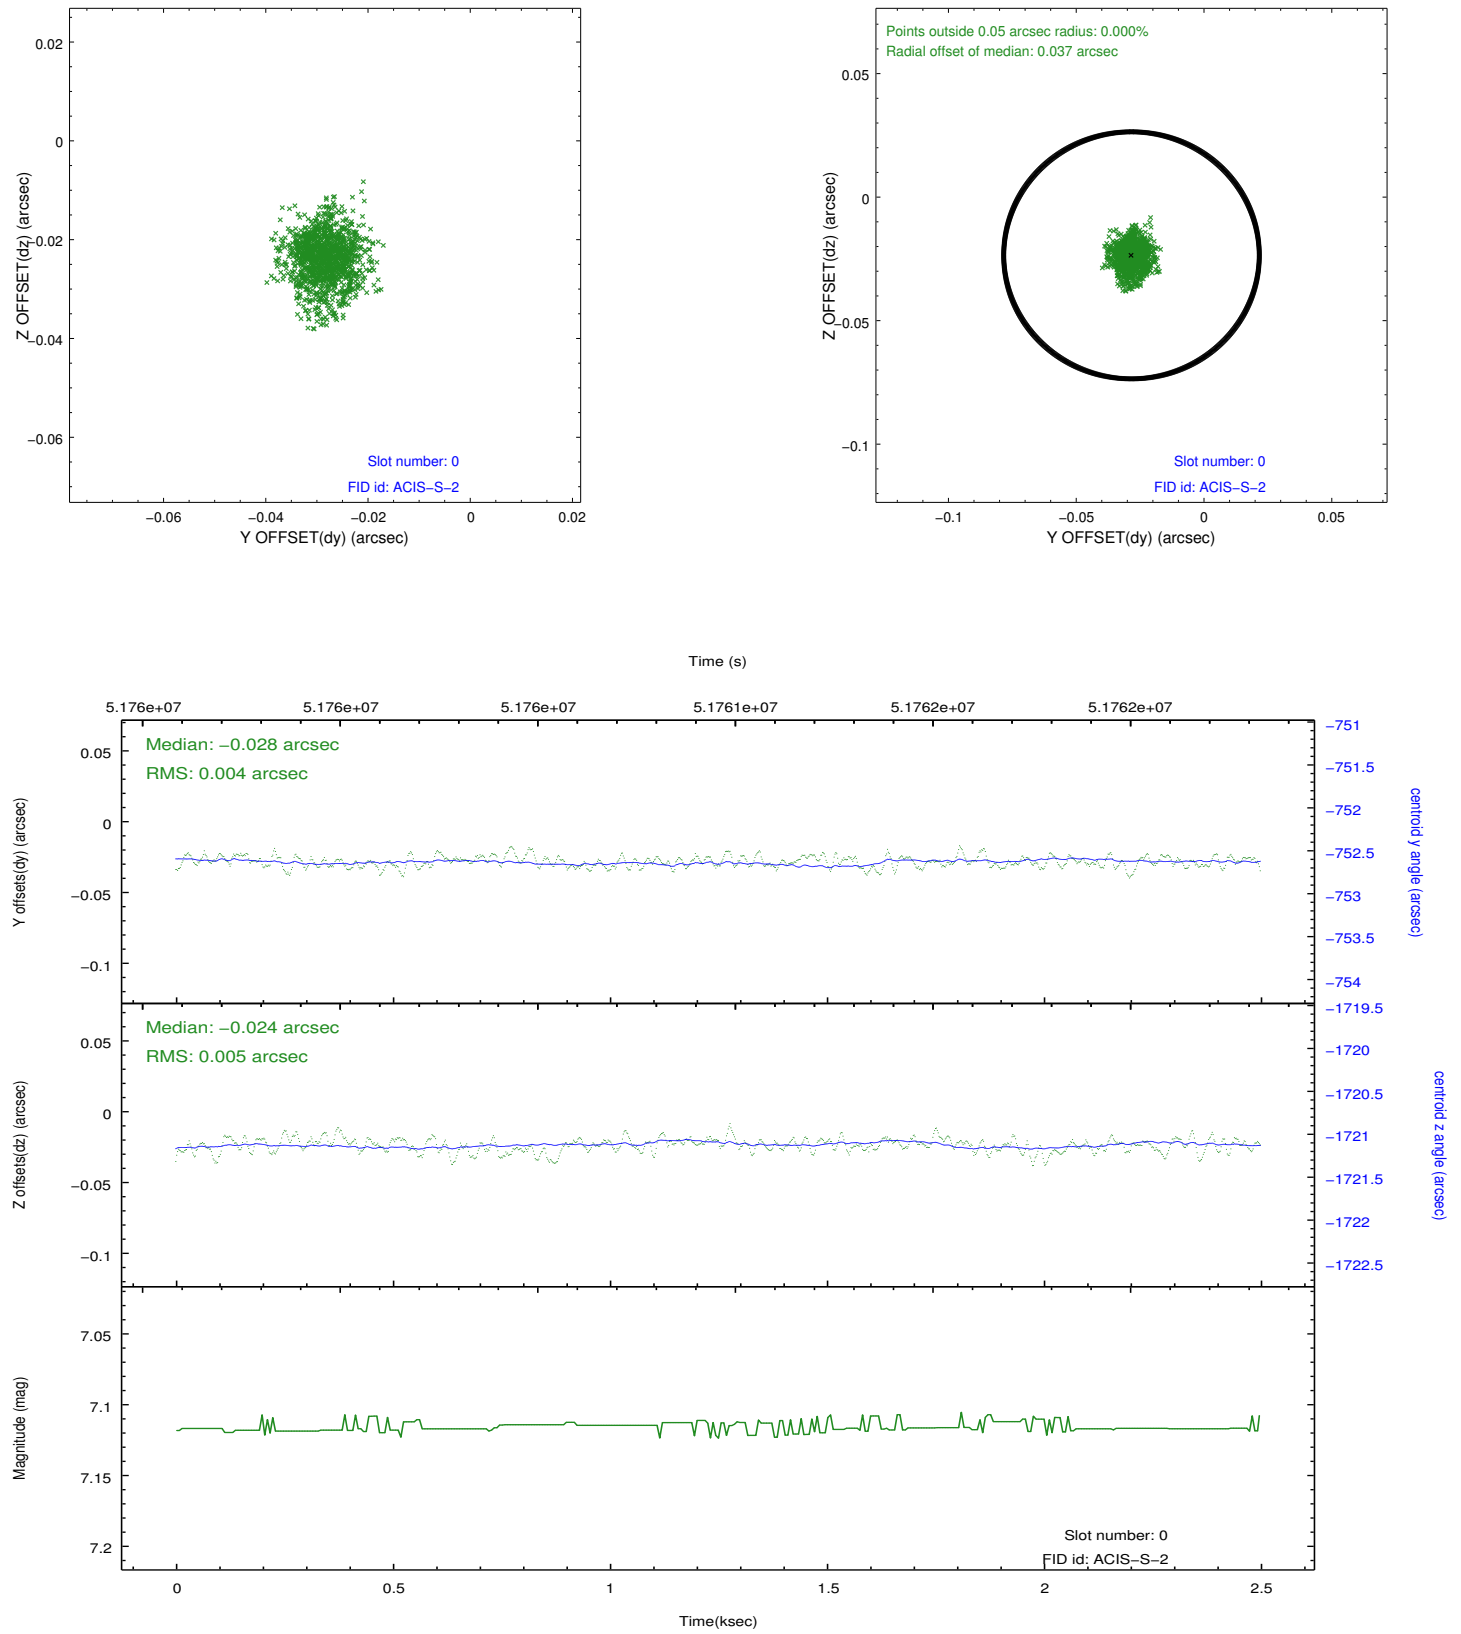 0.02
0
−0.02
−0.04
−0.06
Z OFFSET(dz) (arcsec)
Slot number: 0
FID id: ACIS−S−2
−0.06
−0.04
−0.02
0
0.02
Y OFFSET(dy) (arcsec)
Points outside 0.05 arcsec radius: 0.000%
Radial offset of median: 0.037 arcsec
0.05
0
−0.05
−0.1
Z OFFSET(dz) (arcsec)
Slot number: 0
FID id: ACIS−S−2
−0.1
−0.05
0
0.05
Y OFFSET(dy) (arcsec)
Time (s)
5.176e+07
5.176e+07
5.176e+07
5.1761e+07
5.1762e+07
5.1762e+07
Median: −0.028 arcsec
RMS: 0.004 arcsec
0.05
0
−0.05
−0.1
Y offsets(dy) (arcsec)
−751
−751.5
−752
−752.5
−753
−753.5
−754
centroid y angle (arcsec)
Median: −0.024 arcsec
RMS: 0.005 arcsec
0.05
0
−0.05
−0.1
Z offsets(dz) (arcsec)
−1719.5
−1720
−1720.5
−1721
−1721.5
−1722
−1722.5
centroid z angle (arcsec)
7.05
7.1
7.15
7.2
Magnitude (mag)
Slot number: 0
FID id: ACIS−S−2
0
0.5
1
1.5
2
2.5
Time(ksec)